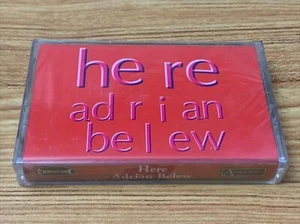 he re
ad r i an
be l ew
Here
Adrian Belew